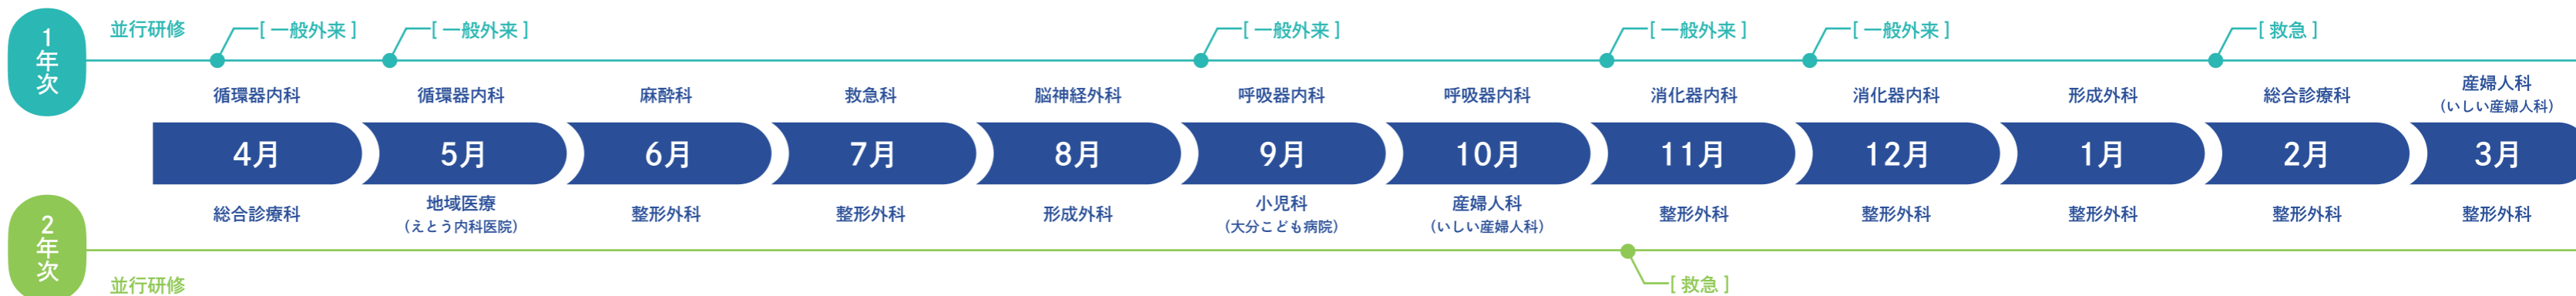 1年次
並行研修
[ 一般外来 ]
[ 一般外来 ]
[ 一般外来 ]
[ 一般外来 ]
[ 一般外来 ]
[ 救急 ]
循環器内科
循環器内科
麻酔科
救急科
脳神経外科
呼吸器内科
呼吸器内科
消化器内科
消化器内科
形成外科
総合診療科
産婦人科
(いしい産婦人科)
4月
5月
6月
7月
8月
9月
10月
11月
12月
1月
2月
3月
2年次
総合診療科
地域医療
(えとう内科医院)
整形外科
整形外科
形成外科
小児科
(大分こども病院)
産婦人科
(いしい産婦人科)
整形外科
整形外科
整形外科
整形外科
整形外科
並行研修
[ 救急 ]